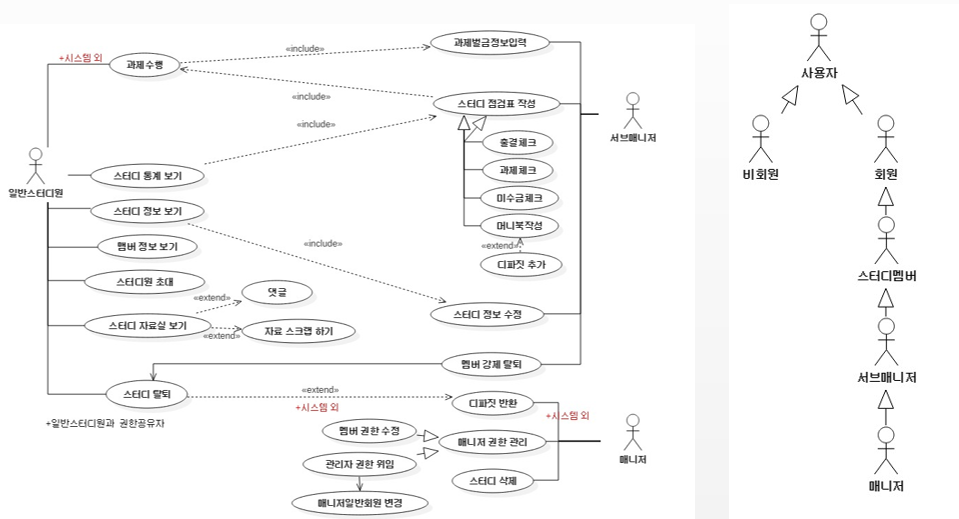 과제벌금정보입력
«include»
+시스템 외
과제수행
«include»
스터디 점검표 작성
«include»
서브매니저
출결체크
과제체크
일반스터디원
스터디 통계 보기
미수금체크
스터디 정보 보기
머니북작성
«include»
«extend»
멤버 정보 보기
디파짓 추가
스터디원 초대
댓글
«extend»
스터디 정보 수정
스터디 자료실 보기
자료 스크랩 하기
«extend»
멤버 강제 탈퇴
스터디 탈퇴
«extend»
디파짓 반환
+시스템 외
+시스템 외
+일반스터디원과 권한공유자
멤버 권한 수정
매니저 권한 관리
매니저
관리자 권한 위임
스터디 삭제
매니저일반회원 변경
사용자
비회원
회원
스터디멤버
서브매니저
매니저